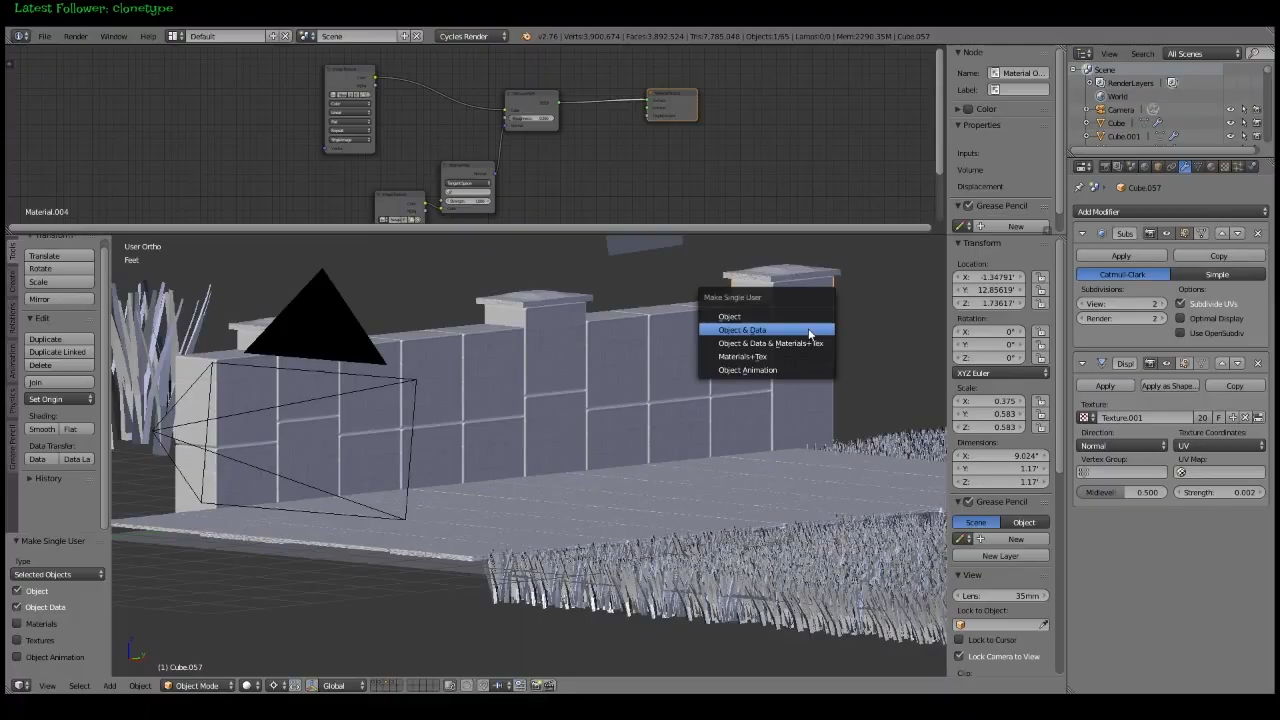 Latest Follower: clonetype
File
Render
Window
Help
Default
Scene
Cycles Render
v2.76 | Verts:3,900,674 | Faces:3,892,524 | Tris:7,785,048 | Objects:1/65 | Lamps:0/0 | Mem:2290.35M | Cube.057
Material.004
Node
Name:
Material O...
Label:
Color
Properties
Inputs:
Volume
Displacement
Grease Pencil
New
View
Search
All Scenes
Scene
RenderLayers
World
Camera
Cube
Cube.001
Cube.057
Add Modifier
Subs
Apply
Copy
Catmull-Clark
Simple
Subdivisions:
View: 2
Render: 2
Subdivide UVs
Optimal Display
Use OpenSubdiv
Displ
Apply
Apply as Shape...
Copy
Texture:
Texture.001
20
F
Direction:
Texture Coordinates:
Normal
UV
Vertex Group:
UV Map:
Midlevel: 0.500
Strength: 0.002
Tools
Create
Relations
Animation
Physics
Grease Pencil
Translate
Rotate
Scale
Mirror
Edit
Duplicate
Duplicate Linked
Delete
Join
Set Origin
Shading:
Smooth
Flat
Data Transfer:
Data
Data La
History
Make Single User
Type
Selected Objects
Object
Object Data
Materials
Textures
Object Animation
User Ortho
Feet
Make Single User
Object
Object & Data
Object & Data & Materials+Tex
Materials+Tex
Object Animation
(1) Cube.057
View
Select
Add
Object
Object Mode
Global
Transform
Location:
X: -1.34791'
Y: 12.85619'
Z: 1.73617'
Rotation:
X: 0°
Y: 0°
Z: 0°
XYZ Euler
Scale:
X: 0.375
Y: 0.583
Z: 0.583
Dimensions:
X: 9.024"
Y: 1.17'
Z: 1.17'
Grease Pencil
Scene
Object
New
New Layer
View
Lens: 35mm
Lock to Object:
Lock to Cursor
Lock Camera to View
Clip: